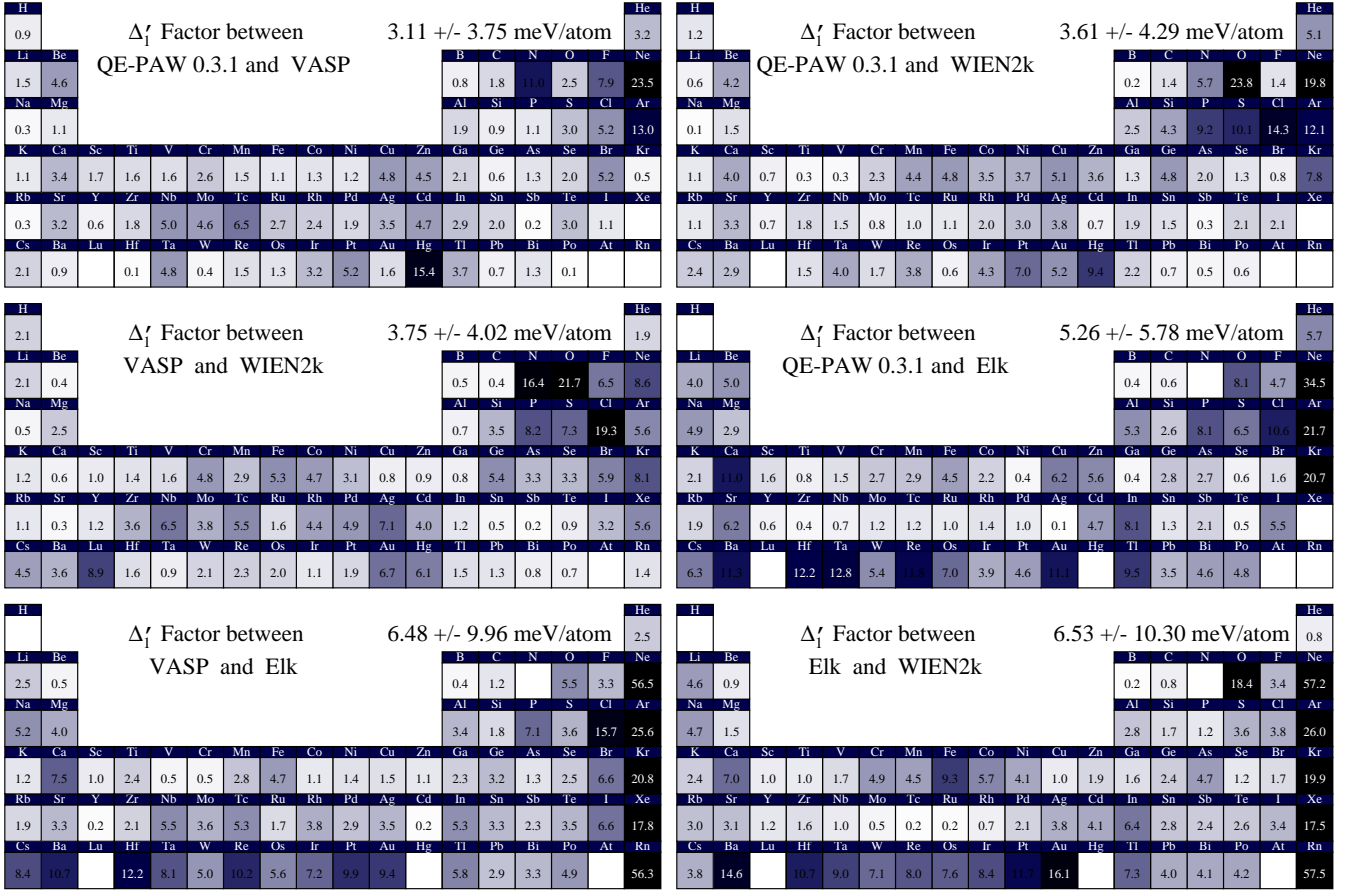 H He
0.9 Δ₁′ Factor between 3.11 +/- 3.75 meV/atom 3.2
Li Be B C N O F Ne
QE-PAW 0.3.1 and VASP
1.5 4.6 0.8 1.8 11.0 2.5 7.9 23.5
Na Mg Al Si P S Cl Ar
0.3 1.1 1.9 0.9 1.1 3.0 5.2 13.0
K Ca Sc Ti V Cr Mn Fe Co Ni Cu Zn Ga Ge As Se Br Kr
1.1 3.4 1.7 1.6 1.6 2.6 1.5 1.1 1.3 1.2 4.8 4.5 2.1 0.6 1.3 2.0 5.2 0.5
Rb Sr Y Zr Nb Mo Tc Ru Rh Pd Ag Cd In Sn Sb Te I Xe
0.3 3.2 0.6 1.8 5.0 4.6 6.5 2.7 2.4 1.9 3.5 4.7 2.9 2.0 0.2 3.0 1.1
Cs Ba Lu Hf Ta W Re Os Ir Pt Au Hg Tl Pb Bi Po At Rn
2.1 0.9 0.1 4.8 0.4 1.5 1.3 3.2 5.2 1.6 15.4 3.7 0.7 1.3 0.1
H He
1.2 Δ₁′ Factor between 3.61 +/- 4.29 meV/atom 5.1
Li Be B C N O F Ne
QE-PAW 0.3.1 and WIEN2k
0.6 4.2 0.2 1.4 5.7 23.8 1.4 19.8
Na Mg Al Si P S Cl Ar
0.1 1.5 2.5 4.3 9.2 10.1 14.3 12.1
K Ca Sc Ti V Cr Mn Fe Co Ni Cu Zn Ga Ge As Se Br Kr
1.1 4.0 0.7 0.3 0.3 2.3 4.4 4.8 3.5 3.7 5.1 3.6 1.3 4.8 2.0 1.3 0.8 7.8
Rb Sr Y Zr Nb Mo Tc Ru Rh Pd Ag Cd In Sn Sb Te I Xe
1.1 3.3 0.7 1.8 1.5 0.8 1.0 1.1 2.0 3.0 3.8 0.7 1.9 1.5 0.3 2.1 2.1
Cs Ba Lu Hf Ta W Re Os Ir Pt Au Hg Tl Pb Bi Po At Rn
2.4 2.9 1.5 4.0 1.7 3.8 0.6 4.3 7.0 5.2 9.4 2.2 0.7 0.5 0.6
H He
2.1 Δ₁′ Factor between 3.75 +/- 4.02 meV/atom 1.9
Li Be B C N O F Ne
VASP and WIEN2k
2.1 0.4 0.5 0.4 16.4 21.7 6.5 8.6
Na Mg Al Si P S Cl Ar
0.5 2.5 0.7 3.5 8.2 7.3 19.3 5.6
K Ca Sc Ti V Cr Mn Fe Co Ni Cu Zn Ga Ge As Se Br Kr
1.2 0.6 1.0 1.4 1.6 4.8 2.9 5.3 4.7 3.1 0.8 0.9 0.8 5.4 3.3 3.3 5.9 8.1
Rb Sr Y Zr Nb Mo Tc Ru Rh Pd Ag Cd In Sn Sb Te I Xe
1.1 0.3 1.2 3.6 6.5 3.8 5.5 1.6 4.4 4.9 7.1 4.0 1.2 0.5 0.2 0.9 3.2 5.6
Cs Ba Lu Hf Ta W Re Os Ir Pt Au Hg Tl Pb Bi Po At Rn
4.5 3.6 8.9 1.6 0.9 2.1 2.3 2.0 1.1 1.9 6.7 6.1 1.5 1.3 0.8 0.7 1.4
H He
Δ₁′ Factor between 5.26 +/- 5.78 meV/atom 5.7
Li Be B C N O F Ne
QE-PAW 0.3.1 and Elk
4.0 5.0 0.4 0.6 8.1 4.7 34.5
Na Mg Al Si P S Cl Ar
4.9 2.9 5.3 2.6 8.1 6.5 10.6 21.7
K Ca Sc Ti V Cr Mn Fe Co Ni Cu Zn Ga Ge As Se Br Kr
2.1 11.0 1.6 0.8 1.5 2.7 2.9 4.5 2.2 0.4 6.2 5.6 0.4 2.8 2.7 0.6 1.6 20.7
Rb Sr Y Zr Nb Mo Tc Ru Rh Pd Ag Cd In Sn Sb Te I Xe
1.9 6.2 0.6 0.4 0.7 1.2 1.2 1.0 1.4 1.0 0.1 4.7 8.1 1.3 2.1 0.5 5.5
Cs Ba Lu Hf Ta W Re Os Ir Pt Au Hg Tl Pb Bi Po At Rn
6.3 11.3 12.2 12.8 5.4 11.8 7.0 3.9 4.6 11.1 9.5 3.5 4.6 4.8
H He
Δ₁′ Factor between 6.48 +/- 9.96 meV/atom 2.5
Li Be B C N O F Ne
VASP and Elk
2.5 0.5 0.4 1.2 5.5 3.3 56.5
Na Mg Al Si P S Cl Ar
5.2 4.0 3.4 1.8 7.1 3.6 15.7 25.6
K Ca Sc Ti V Cr Mn Fe Co Ni Cu Zn Ga Ge As Se Br Kr
1.2 7.5 1.0 2.4 0.5 0.5 2.8 4.7 1.1 1.4 1.5 1.1 2.3 3.2 1.3 2.5 6.6 20.8
Rb Sr Y Zr Nb Mo Tc Ru Rh Pd Ag Cd In Sn Sb Te I Xe
1.9 3.3 0.2 2.1 5.5 3.6 5.3 1.7 3.8 2.9 3.5 0.2 5.3 3.3 2.3 3.5 6.6 17.8
Cs Ba Lu Hf Ta W Re Os Ir Pt Au Hg Tl Pb Bi Po At Rn
8.4 10.7 12.2 8.1 5.0 10.2 5.6 7.2 9.9 9.4 5.8 2.9 3.3 4.9 56.3
H He
Δ₁′ Factor between 6.53 +/- 10.30 meV/atom 0.8
Li Be B C N O F Ne
Elk and WIEN2k
4.6 0.9 0.2 0.8 18.4 3.4 57.2
Na Mg Al Si P S Cl Ar
4.7 1.5 2.8 1.7 1.2 3.6 3.8 26.0
K Ca Sc Ti V Cr Mn Fe Co Ni Cu Zn Ga Ge As Se Br Kr
2.4 7.0 1.0 1.0 1.7 4.9 4.5 9.3 5.7 4.1 1.0 1.9 1.6 2.4 4.7 1.2 1.7 19.9
Rb Sr Y Zr Nb Mo Tc Ru Rh Pd Ag Cd In Sn Sb Te I Xe
3.0 3.1 1.2 1.6 1.0 0.5 0.2 0.2 0.7 2.1 3.8 4.1 6.4 2.8 2.4 2.6 3.4 17.5
Cs Ba Lu Hf Ta W Re Os Ir Pt Au Hg Tl Pb Bi Po At Rn
3.8 14.6 10.7 9.0 7.1 8.0 7.6 8.4 11.7 16.1 7.3 4.0 4.1 4.2 57.5